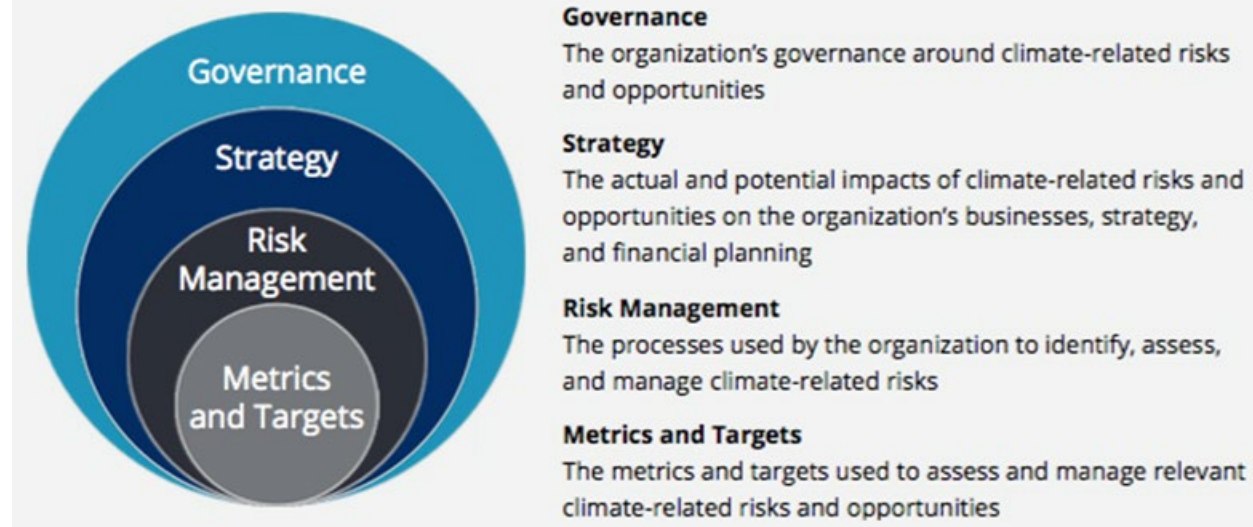 Governance
Strategy
Risk
Management
Metrics
and Targets
Governance
The organization’s governance around climate-related risks
and opportunities
Strategy
The actual and potential impacts of climate-related risks and
opportunities on the organization’s businesses, strategy,
and financial planning
Risk Management
The processes used by the organization to identify, assess,
and manage climate-related risks
Metrics and Targets
The metrics and targets used to assess and manage relevant
climate-related risks and opportunities